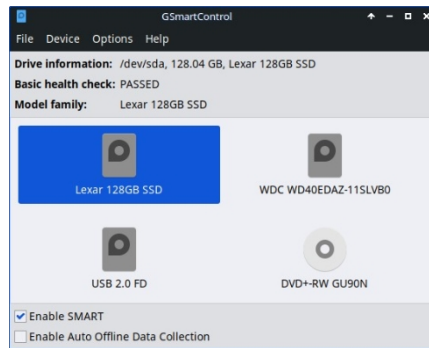 GSmartControl
File Device Options Help
Drive information: /dev/sda, 128.04 GB, Lexar 128GB SSD
Basic health check: PASSED
Model family: Lexar 128GB SSD
Lexar 128GB SSD
WDC WD40EDAZ-11SLVB0
USB 2.0 FD
DVD+-RW GU90N
Enable SMART
Enable Auto Offline Data Collection